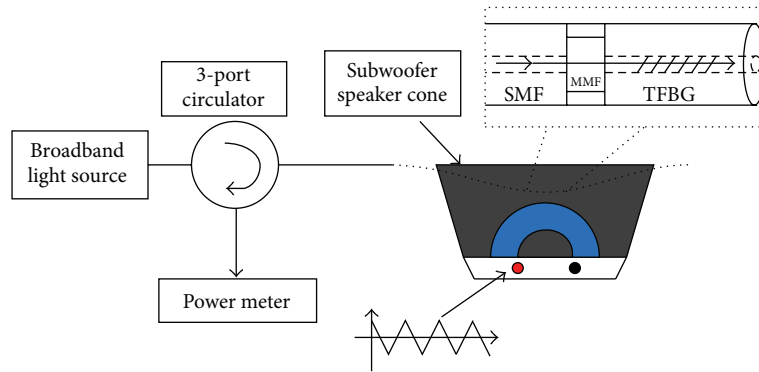 3-port
circulator
Broadband
light source
Power meter
Subwoofer
speaker cone
SMF
MMF
TFBG